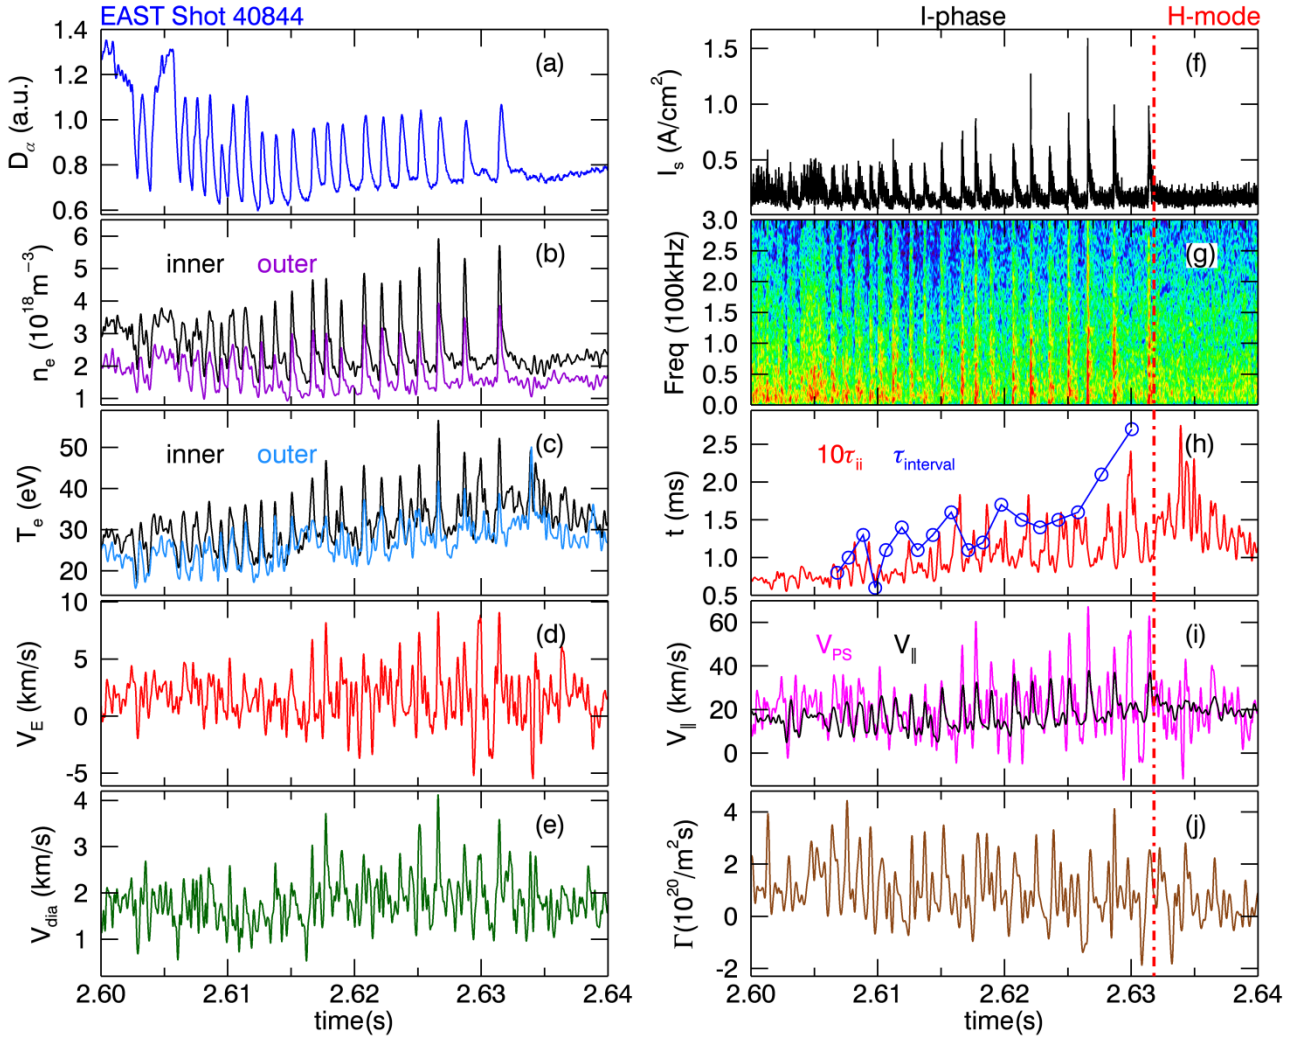 EAST Shot 40844
I-phase
H-mode
(a)
Dα (a.u.)
1.4
1.2
1.0
0.8
0.6
(b)
inner outer
ne (10^18 m^−3)
6
5
4
3
2
1
(c)
inner outer
Te (eV)
50
40
30
20
(d)
VE (km/s)
10
5
0
-5
(e)
Vdia (km/s)
4
3
2
1
2.60 2.61 2.62 2.63 2.64
time(s)
(f)
Is (A/cm²)
1.5
1.0
0.5
(g)
Freq (100kHz)
3.0
2.5
2.0
1.5
1.0
0.5
0.0
(h)
10τii τinterval
t (ms)
2.5
2.0
1.5
1.0
0.5
(i)
VPS V||
V|| (km/s)
60
40
20
0
(j)
Γ(10^20/m²s)
4
2
0
-2
2.60 2.61 2.62 2.63 2.64
time(s)